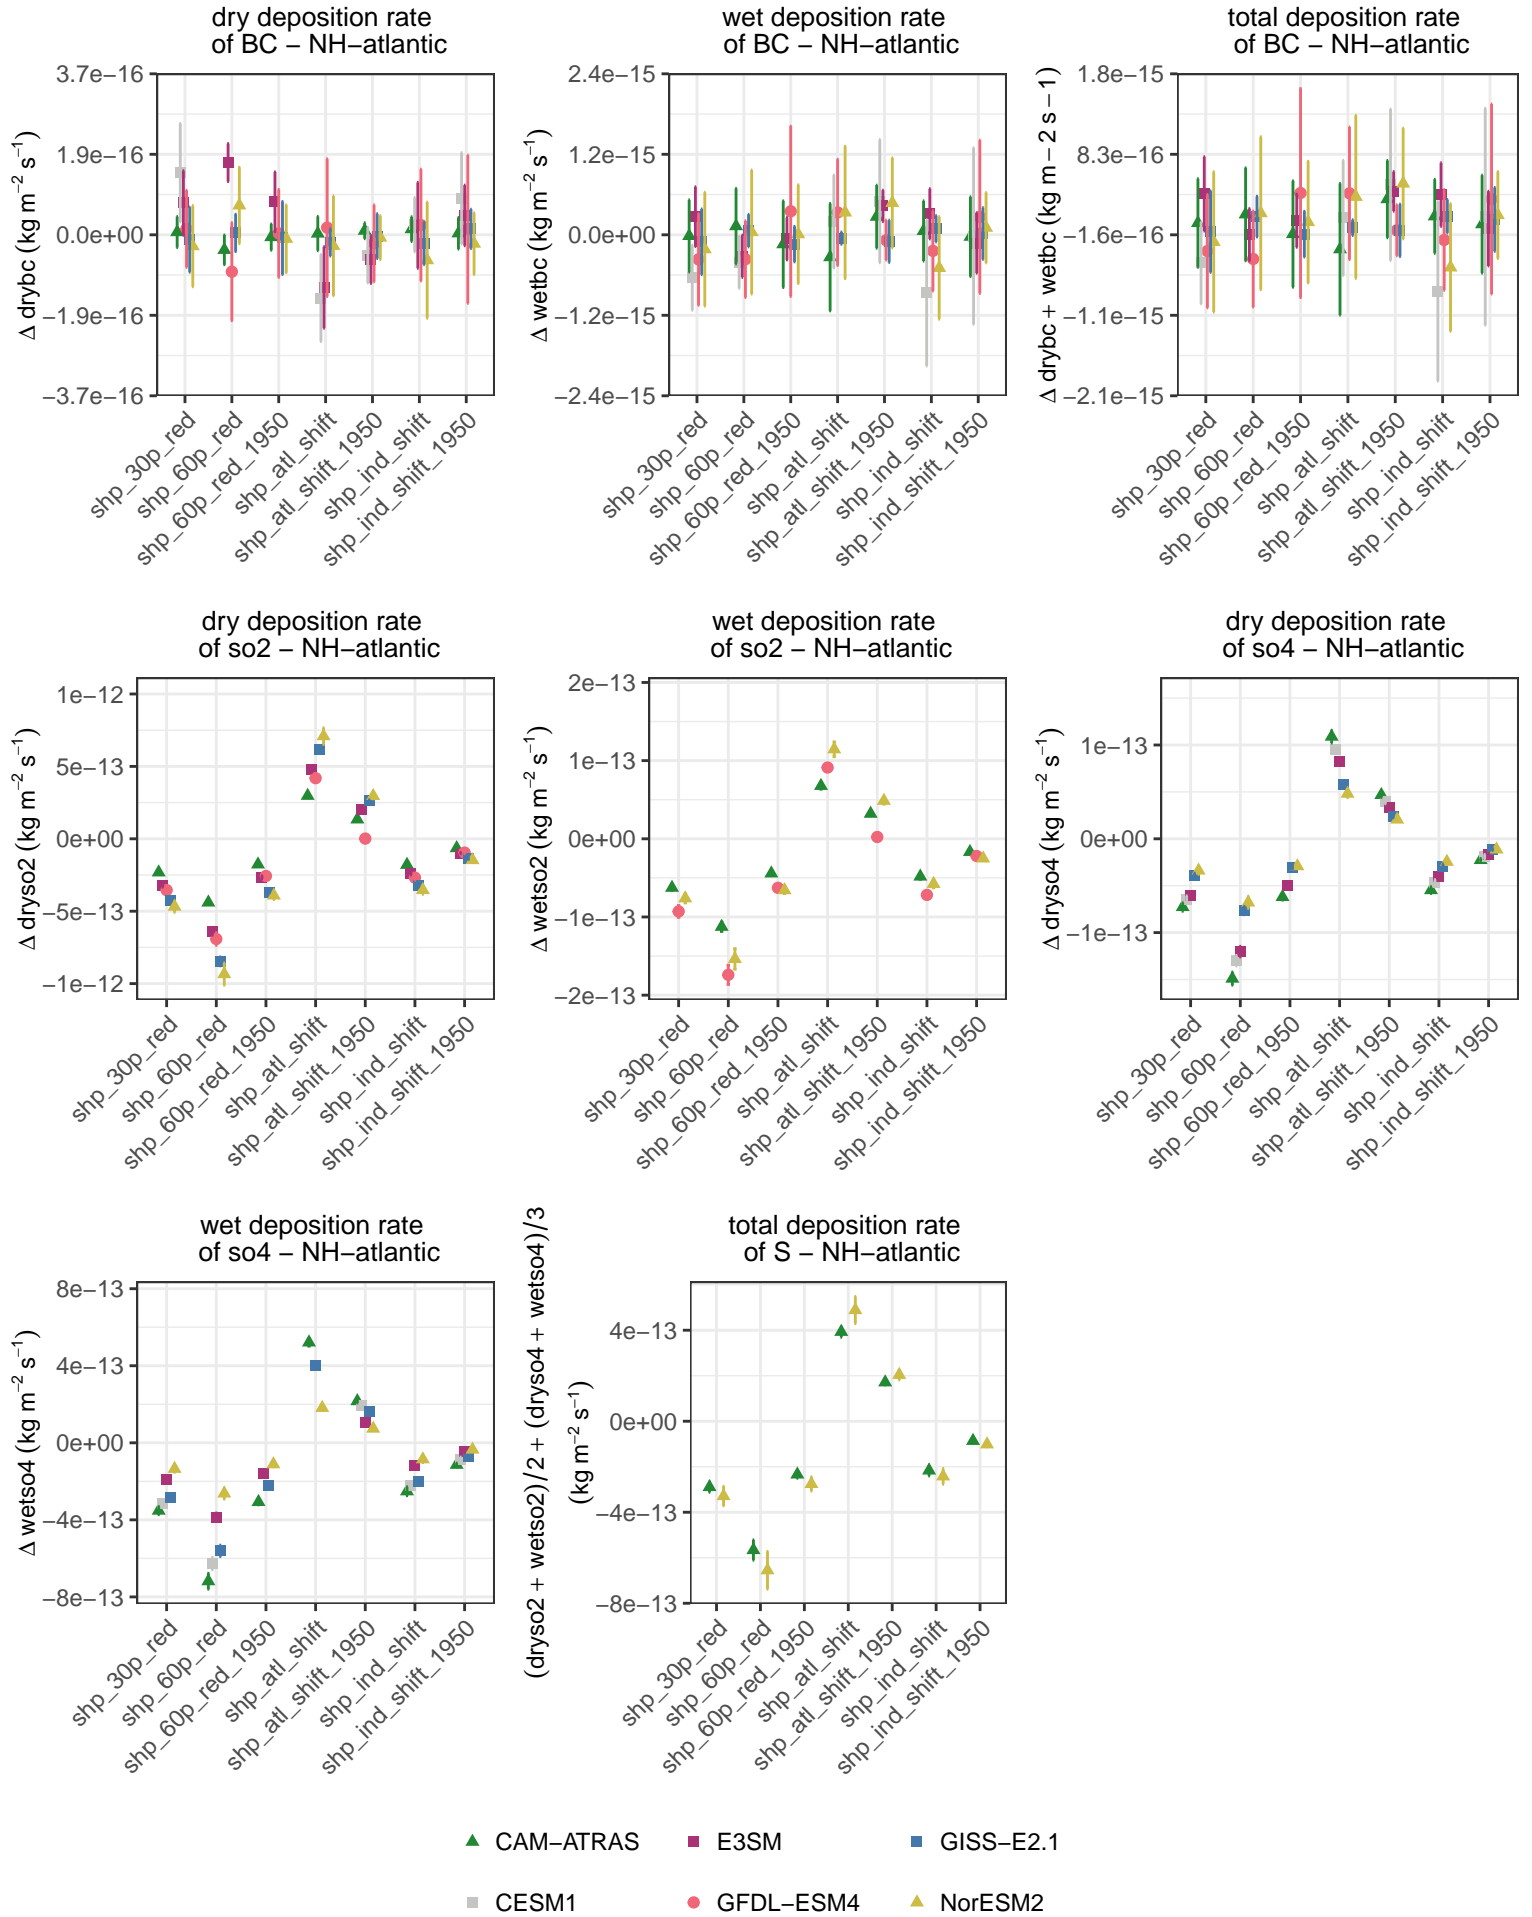 dry deposition rate
of BC − NH−atlantic
wet deposition rate
of BC − NH−atlantic
total deposition rate
of BC − NH−atlantic
Δ drybc (kg m−2 s−1)
3.7e−16
1.9e−16
0.0e+00
−1.9e−16
−3.7e−16
shp_30p_red
shp_60p_red
shp_60p_red_1950
shp_atl_shift
shp_atl_shift_1950
shp_ind_shift
shp_ind_shift_1950
Δ wetbc (kg m−2 s−1)
2.4e−15
1.2e−15
0.0e+00
−1.2e−15
−2.4e−15
shp_30p_red
shp_60p_red
shp_60p_red_1950
shp_atl_shift
shp_atl_shift_1950
shp_ind_shift
shp_ind_shift_1950
Δ drybc + wetbc (kg m − 2 s − 1)
1.8e−15
8.3e−16
−1.6e−16
−1.1e−15
−2.1e−15
shp_30p_red
shp_60p_red
shp_60p_red_1950
shp_atl_shift
shp_atl_shift_1950
shp_ind_shift
shp_ind_shift_1950
dry deposition rate
of so2 − NH−atlantic
wet deposition rate
of so2 − NH−atlantic
dry deposition rate
of so4 − NH−atlantic
Δ dryso2 (kg m−2 s−1)
1e−12
5e−13
0e+00
−5e−13
−1e−12
shp_30p_red
shp_60p_red
shp_60p_red_1950
shp_atl_shift
shp_atl_shift_1950
shp_ind_shift
shp_ind_shift_1950
Δ wetso2 (kg m−2 s−1)
2e−13
1e−13
0e+00
−1e−13
−2e−13
shp_30p_red
shp_60p_red
shp_60p_red_1950
shp_atl_shift
shp_atl_shift_1950
shp_ind_shift
shp_ind_shift_1950
Δ dryso4 (kg m−2 s−1)
1e−13
0e+00
−1e−13
shp_30p_red
shp_60p_red
shp_60p_red_1950
shp_atl_shift
shp_atl_shift_1950
shp_ind_shift
shp_ind_shift_1950
wet deposition rate
of so4 − NH−atlantic
total deposition rate
of S − NH−atlantic
Δ wetso4 (kg m−2 s−1)
8e−13
4e−13
0e+00
−4e−13
−8e−13
shp_30p_red
shp_60p_red
shp_60p_red_1950
shp_atl_shift
shp_atl_shift_1950
shp_ind_shift
shp_ind_shift_1950
(dryso2 + wetso2)/2 + (dryso4 + wetso4)/3
(kg m−2 s−1)
4e−13
0e+00
−4e−13
−8e−13
shp_30p_red
shp_60p_red
shp_60p_red_1950
shp_atl_shift
shp_atl_shift_1950
shp_ind_shift
shp_ind_shift_1950
CAM−ATRAS
E3SM
GISS−E2.1
CESM1
GFDL−ESM4
NorESM2